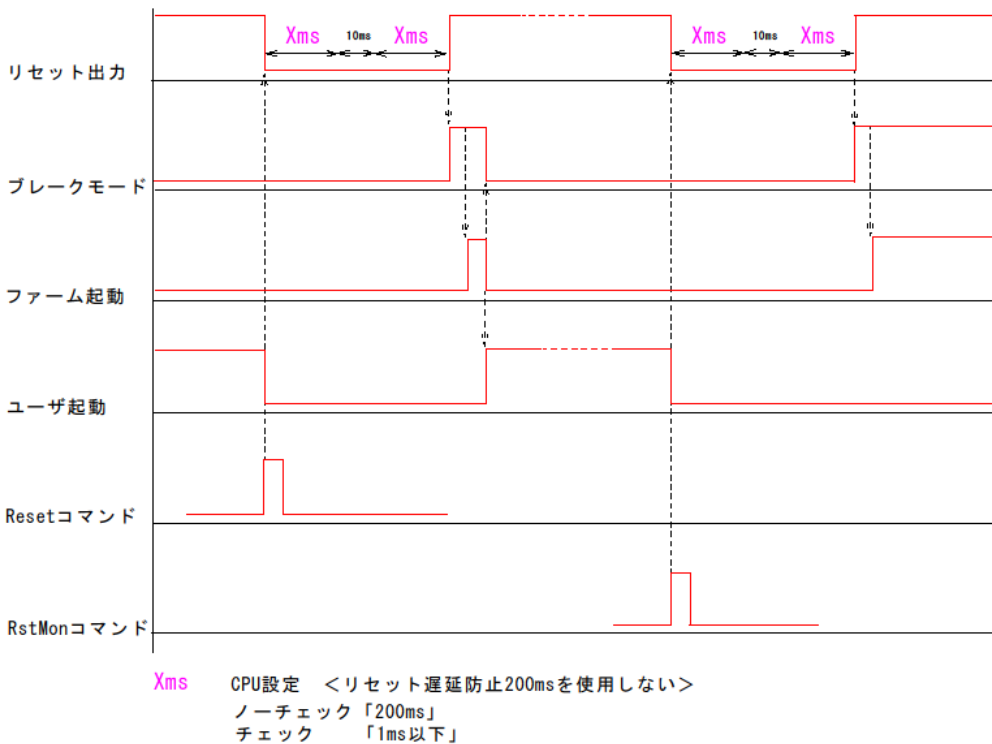 Xms 10ms Xms Xms 10ms Xms
リセット出力
ブレークモード
ファーム起動
ユーザ起動
Resetコマンド
RstMonコマンド
Xms CPU設定 <リセット遅延防止200msを使用しない>
ノーチェック「200ms」
チェック 「1ms以下」